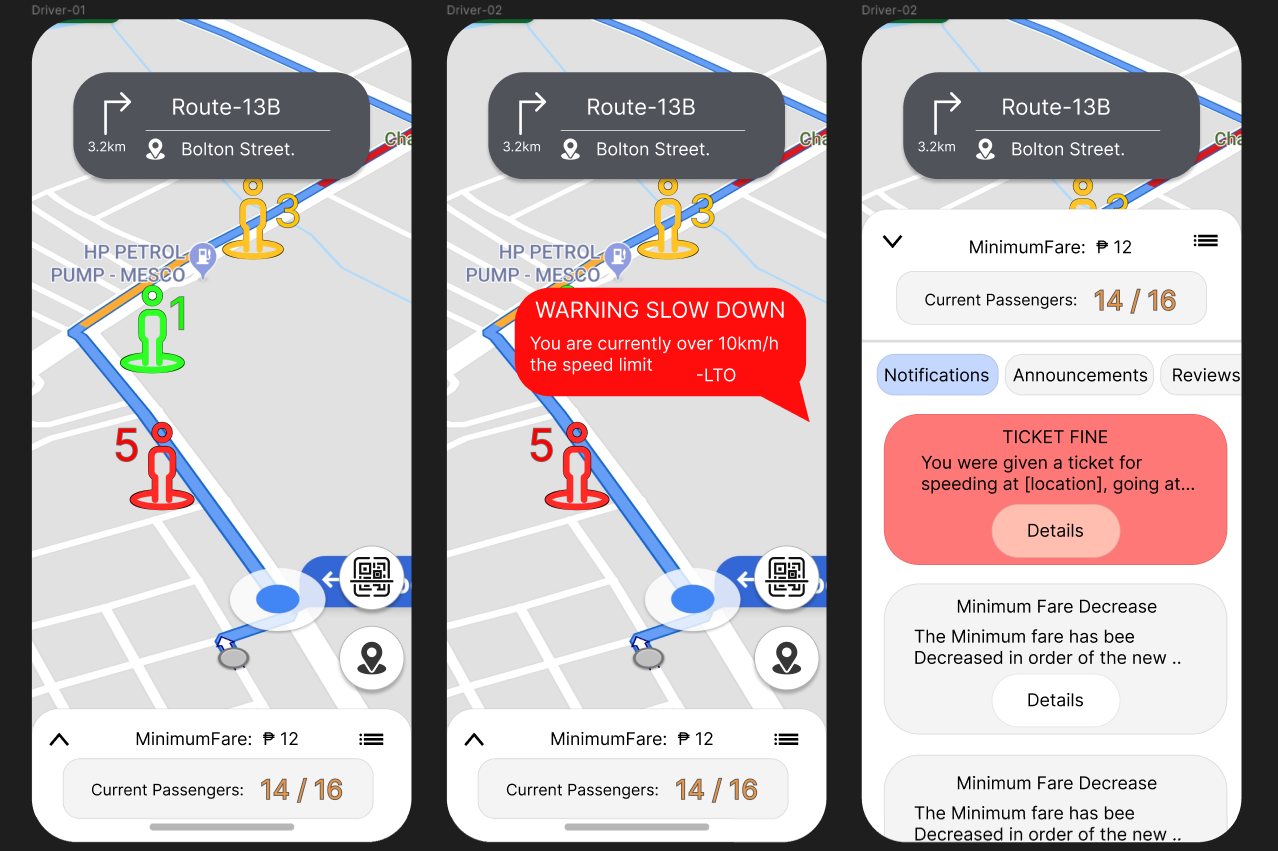 Driver-01
Route-13B
3.2km
Bolton Street.
Cha
3
HP PETROL
PUMP - MESCO
1
5
MinimumFare: ₱ 12
Current Passengers: 14 / 16
Driver-02
Route-13B
3.2km
Bolton Street.
Cha
3
HP PETROL
PUMP - MESCO
WARNING SLOW DOWN
You are currently over 10km/h
the speed limit
-LTO
5
MinimumFare: ₱ 12
Current Passengers: 14 / 16
Driver-02
Route-13B
3.2km
Bolton Street.
Cha
3
MinimumFare: ₱ 12
Current Passengers: 14 / 16
Notifications
Announcements
Reviews
TICKET FINE
You were given a ticket for
speeding at [location], going at...
Details
Minimum Fare Decrease
The Minimum fare has bee
Decreased in order of the new ..
Details
Minimum Fare Decrease
The Minimum fare has bee
Decreased in order of the new ..